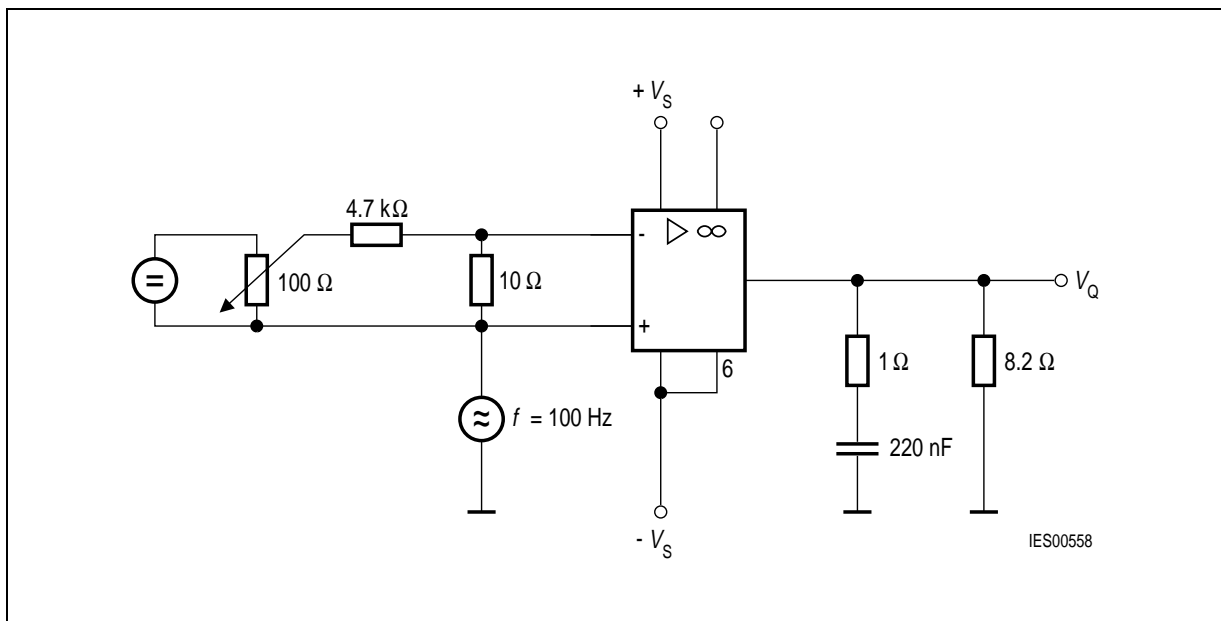 + V_S
4.7 kΩ
- ▷ ∞
=
100 Ω
10 Ω
V_Q
+
6
1 Ω
8.2 Ω
≈
f = 100 Hz
220 nF
- V_S
IES00558